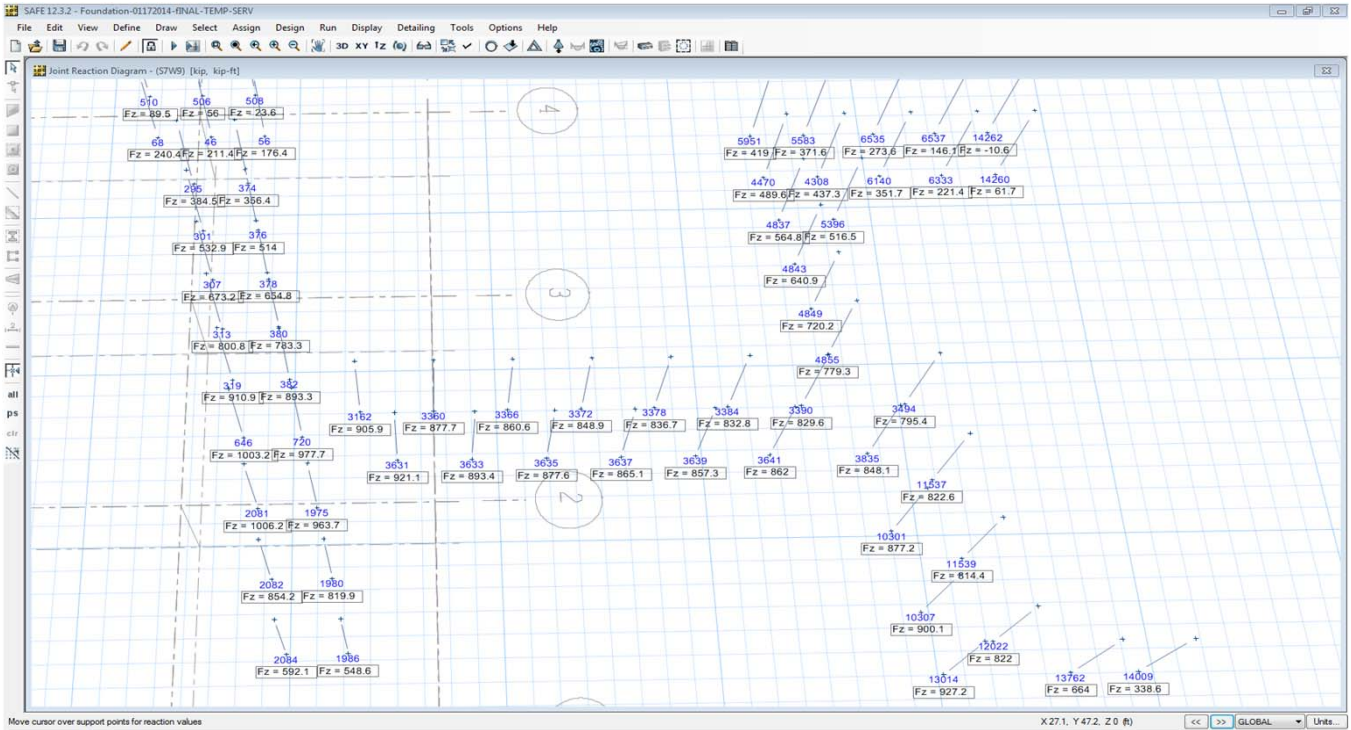 SAFE 12.3.2 - Foundation-01172014-fINAL-TEMP-SERV
File Edit View Define Draw Select Assign Design Run Display Detailing Tools Options Help
3D XY
Joint Reaction Diagram - (S7W9) [kip, kip-ft]
510 506 508
Fz = 89.5 Fz = 56 Fz = 23.6
4
68 46 56
Fz = 240.4 Fz = 211.4 Fz = 176.4
5951 5583 6535 6537 14262
Fz = 419 Fz = 371.6 Fz = 273.6 Fz = 146.1 Fz = -10.6
295 374
Fz = 384.5 Fz = 356.4
4470 4308 6140 6333 14260
Fz = 489.6 Fz = 437.3 Fz = 351.7 Fz = 221.4 Fz = 61.7
301 376
Fz = 532.9 Fz = 514
4837 5396
Fz = 564.8 Fz = 516.5
4843
Fz = 640.9
307 378
Fz = 673.2 Fz = 654.8
3
4849
Fz = 720.2
313 380
Fz = 800.8 Fz = 783.3
4855
Fz = 779.3
319 382
Fz = 910.9 Fz = 893.3
3162 3360 3366 3372 3378 3384 3390 3494
Fz = 905.9 Fz = 877.7 Fz = 860.6 Fz = 848.9 Fz = 836.7 Fz = 832.8 Fz = 829.6 Fz = 795.4
646 720
Fz = 1003.2 Fz = 977.7
3631 3633 3635 3637 3639 3641 3835
Fz = 921.1 Fz = 893.4 Fz = 877.6 Fz = 865.1 Fz = 857.3 Fz = 862 Fz = 848.1
11537
Fz = 822.6
2
2081 1975
Fz = 1006.2 Fz = 963.7
10301
Fz = 877.2
11539
Fz = 814.4
2082 1980
Fz = 854.2 Fz = 819.9
10307
Fz = 900.1
12022
Fz = 822
2084 1986
Fz = 592.1 Fz = 548.6
13014 13762 14009
Fz = 927.2 Fz = 664 Fz = 338.6
all
ps
clr
Move cursor over support points for reaction values X 27.1, Y 47.2, Z 0 (ft) << >> GLOBAL Units...